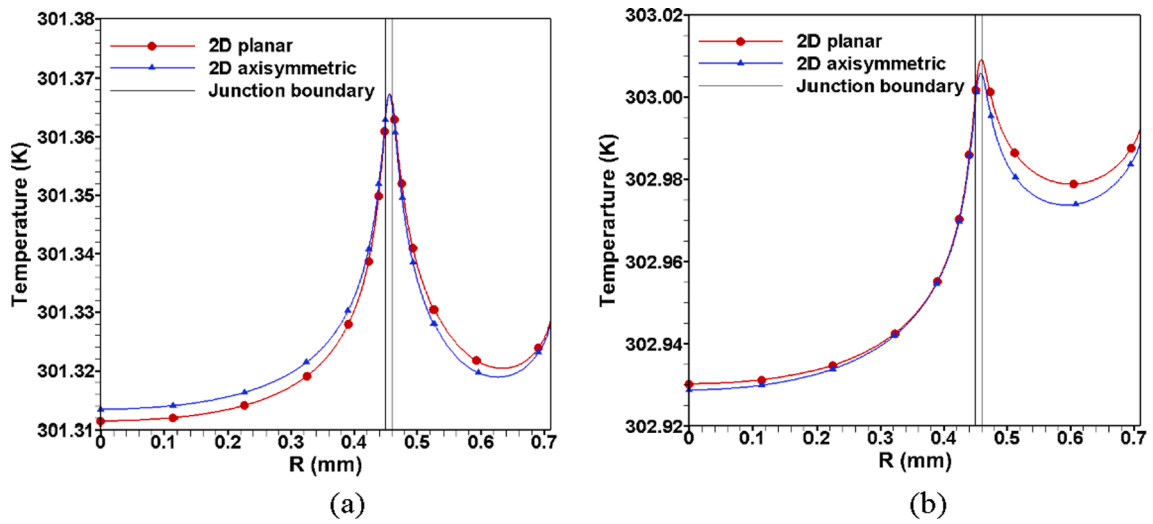 301.38
301.37
301.36
301.35
301.34
301.33
301.32
301.31
Temperature (K)
2D planar
2D axisymmetric
Junction boundary
0 0.1 0.2 0.3 0.4 0.5 0.6 0.7
R (mm)
(a)
303.02
303.00
302.98
302.96
302.94
302.92
Temperarture (K)
2D planar
2D axisymmetric
Junction boundary
0 0.1 0.2 0.3 0.4 0.5 0.6 0.7
R (mm)
(b)